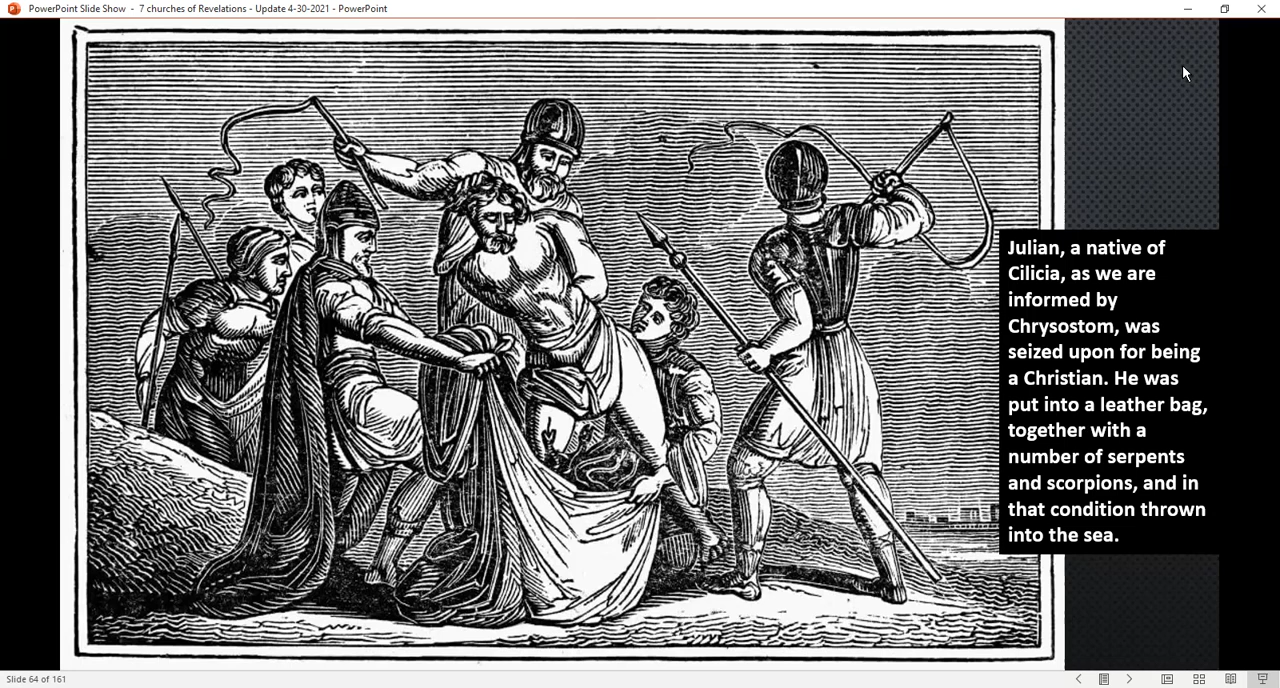 PowerPoint Slide Show - 7 churches of Revelations - Update 4-30-2021 - PowerPoint
Julian, a native of
Cilicia, as we are
informed by
Chrysostom, was
seized upon for being
a Christian. He was
put into a leather bag,
together with a
number of serpents
and scorpions, and in
that condition thrown
into the sea.
Slide 64 of 161